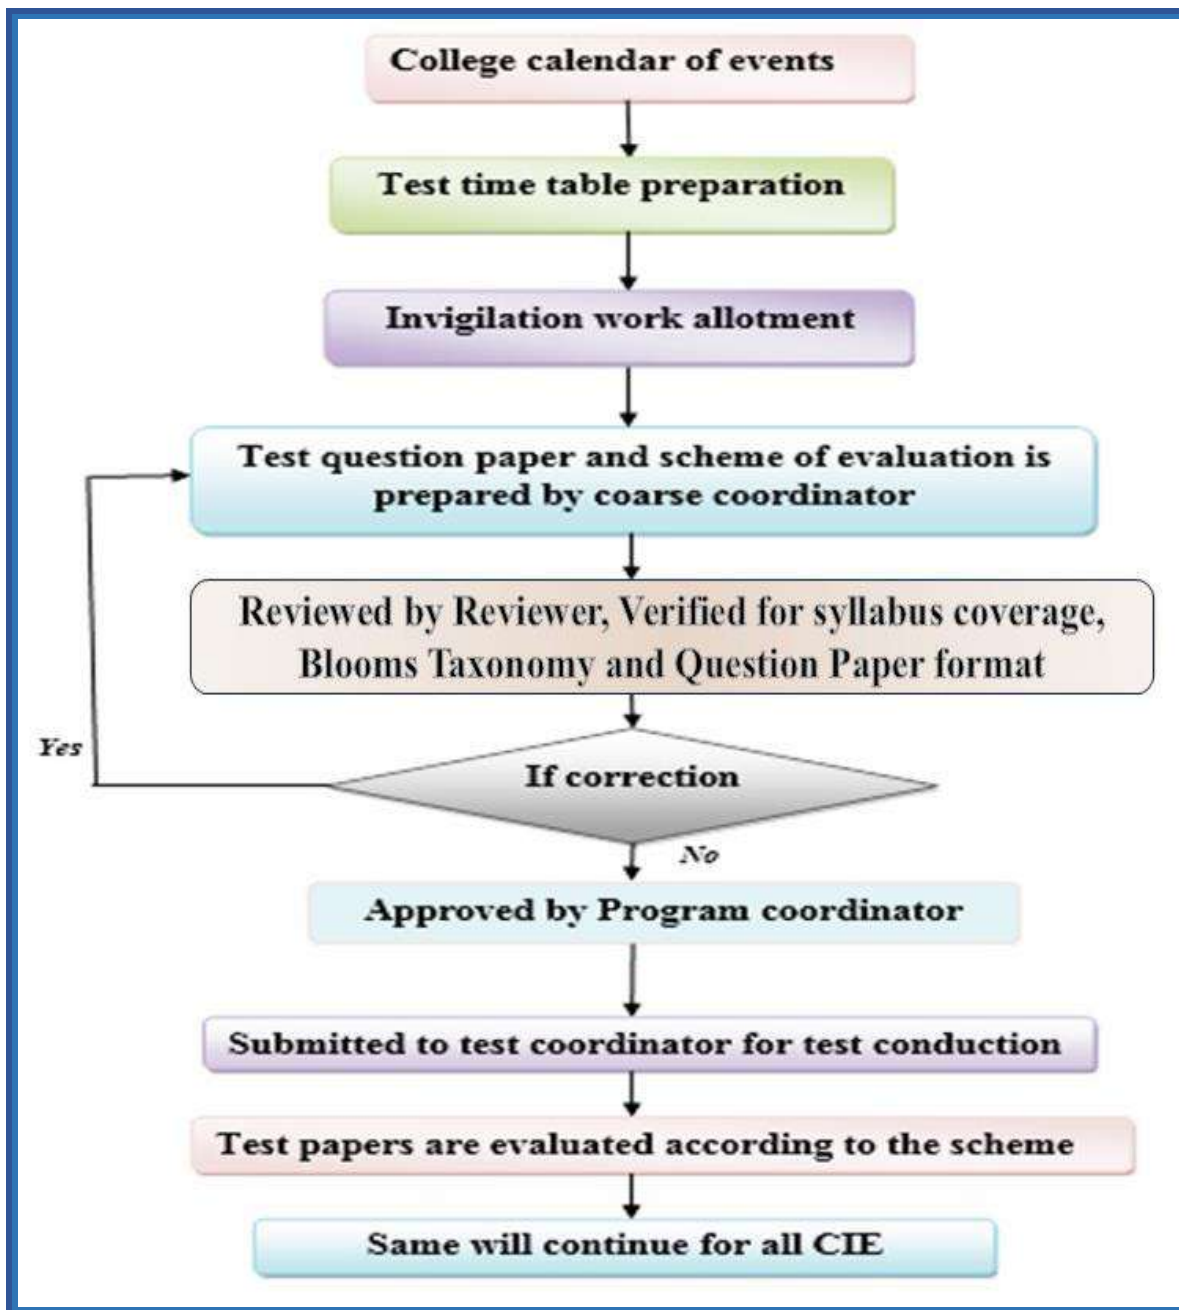 College calendar of events
Test time table preparation
Invigilation work allotment
Test question paper and scheme of evaluation is
prepared by coarse coordinator
Reviewed by Reviewer, Verified for syllabus coverage,
Blooms Taxonomy and Question Paper format
Yes
If correction
No
Approved by Program coordinator
Submitted to test coordinator for test conduction
Test papers are evaluated according to the scheme
Same will continue for all CIE